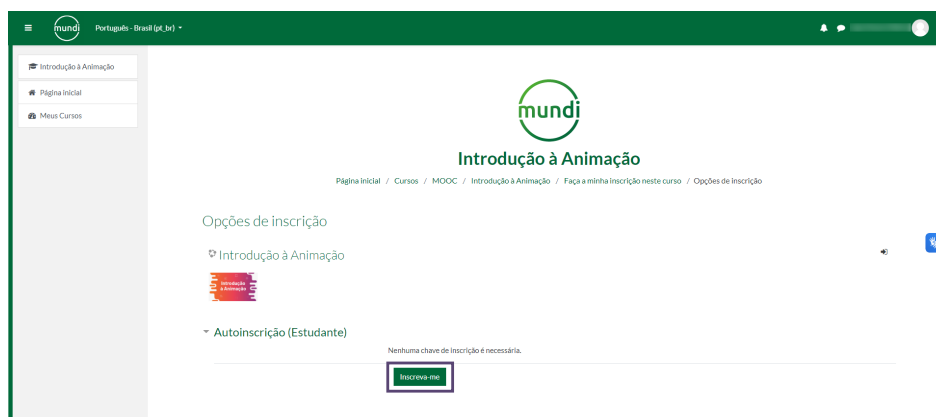 mundi
Português - Brasil (pt_br)
Introdução à Animação
Página inicial
Meus Cursos
mundi
Introdução à Animação
Página inicial / Cursos / MOOC / Introdução à Animação / Faça a minha inscrição neste curso / Opções de inscrição
Opções de inscrição
Introdução à Animação
Introdução
à Animação
Autoinscrição (Estudante)
Nenhuma chave de inscrição é necessária.
Inscreva-me